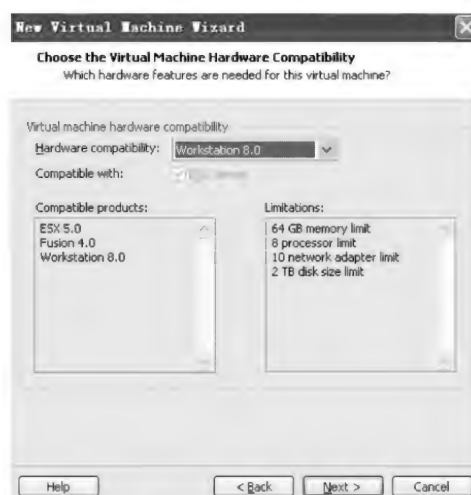 New Virtual Machine Wizard
Choose the Virtual Machine Hardware Compatibility
Which hardware features are needed for this virtual machine?
Virtual machine hardware compatibility
Hardware compatibility: Workstation 8.0
Compatible with:
Compatible products:
ESX 5.0
Fusion 4.0
Workstation 8.0
Limitations:
64 GB memory limit
8 processor limit
10 network adapter limit
2 TB disk size limit
Help
< Back
Next >
Cancel